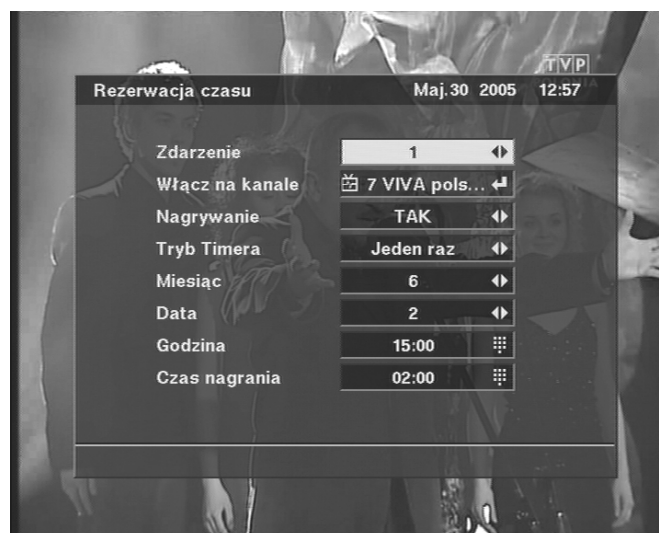 TVP
Rezerwacja czasu Maj.30 2005 12:57
Zdarzenie 1
Włącz na kanale 7 VIVA pols...
Nagrywanie TAK
Tryb Timera Jeden raz
Miesiąc 6
Data 2
Godzina 15:00
Czas nagrania 02:00